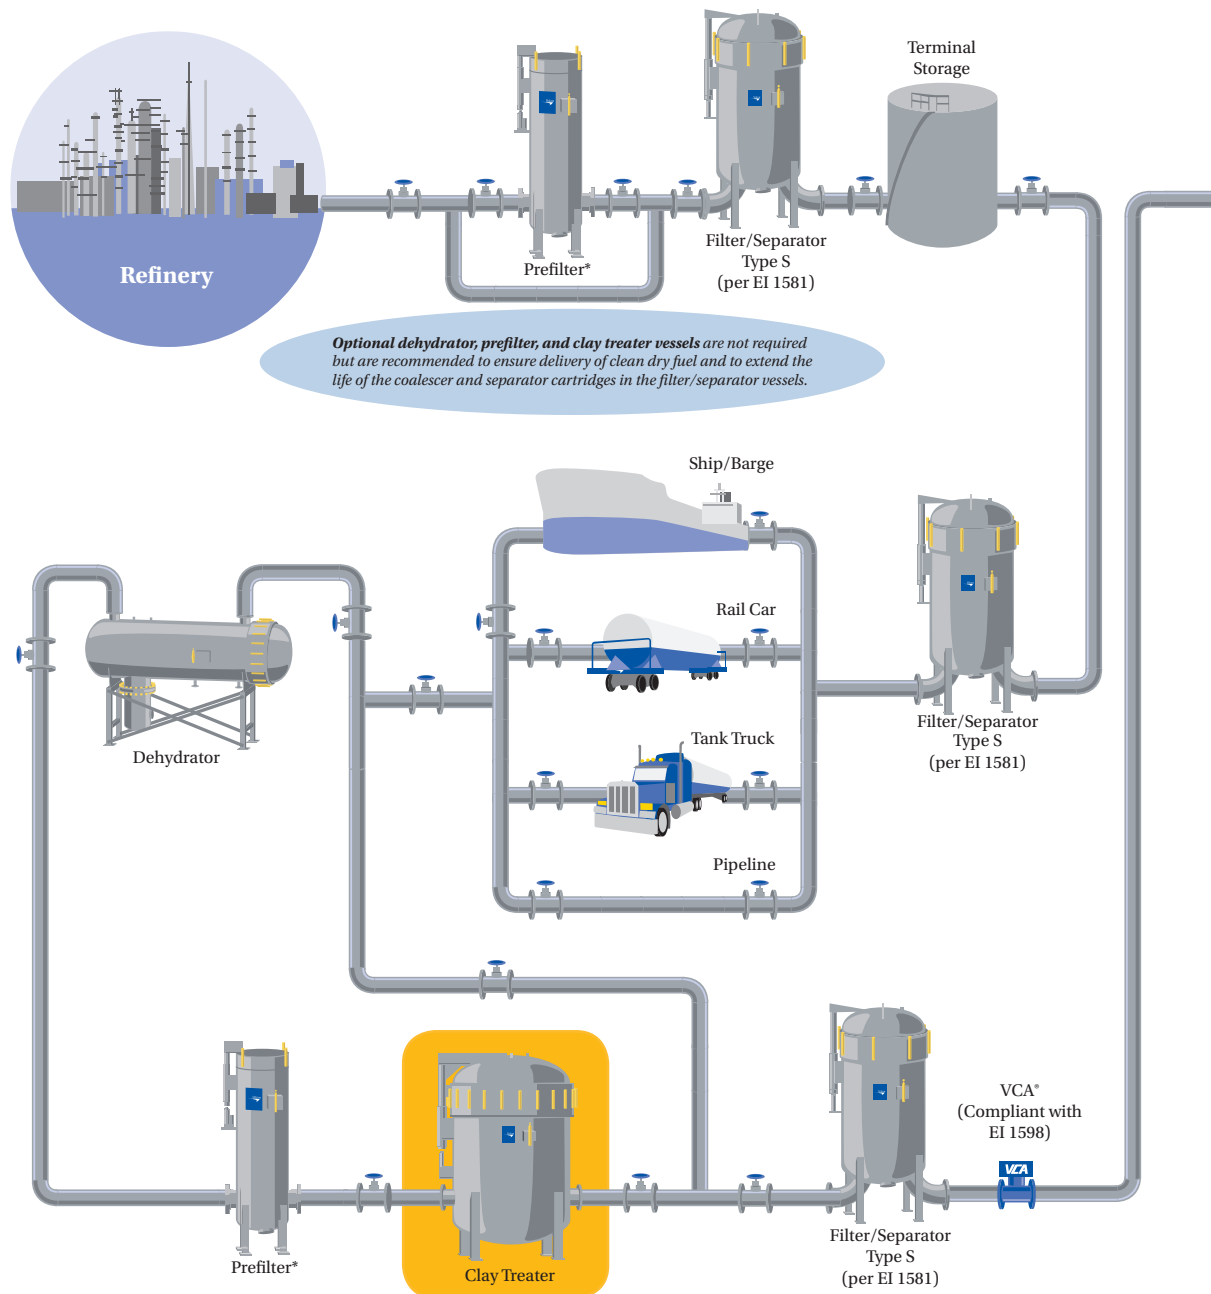 Terminal
Storage
Refinery
Prefilter*
Filter/Separator
Type S
(per EI 1581)
Optional dehydrator, prefilter, and clay treater vessels are not required
but are recommended to ensure delivery of clean dry fuel and to extend the
life of the coalescer and separator cartridges in the filter/separator vessels.
Ship/Barge
Rail Car
Tank Truck
Pipeline
Filter/Separator
Type S
(per EI 1581)
Dehydrator
Prefilter*
Clay Treater
Filter/Separator
Type S
(per EI 1581)
VCA®
(Compliant with
EI 1598)
VCA